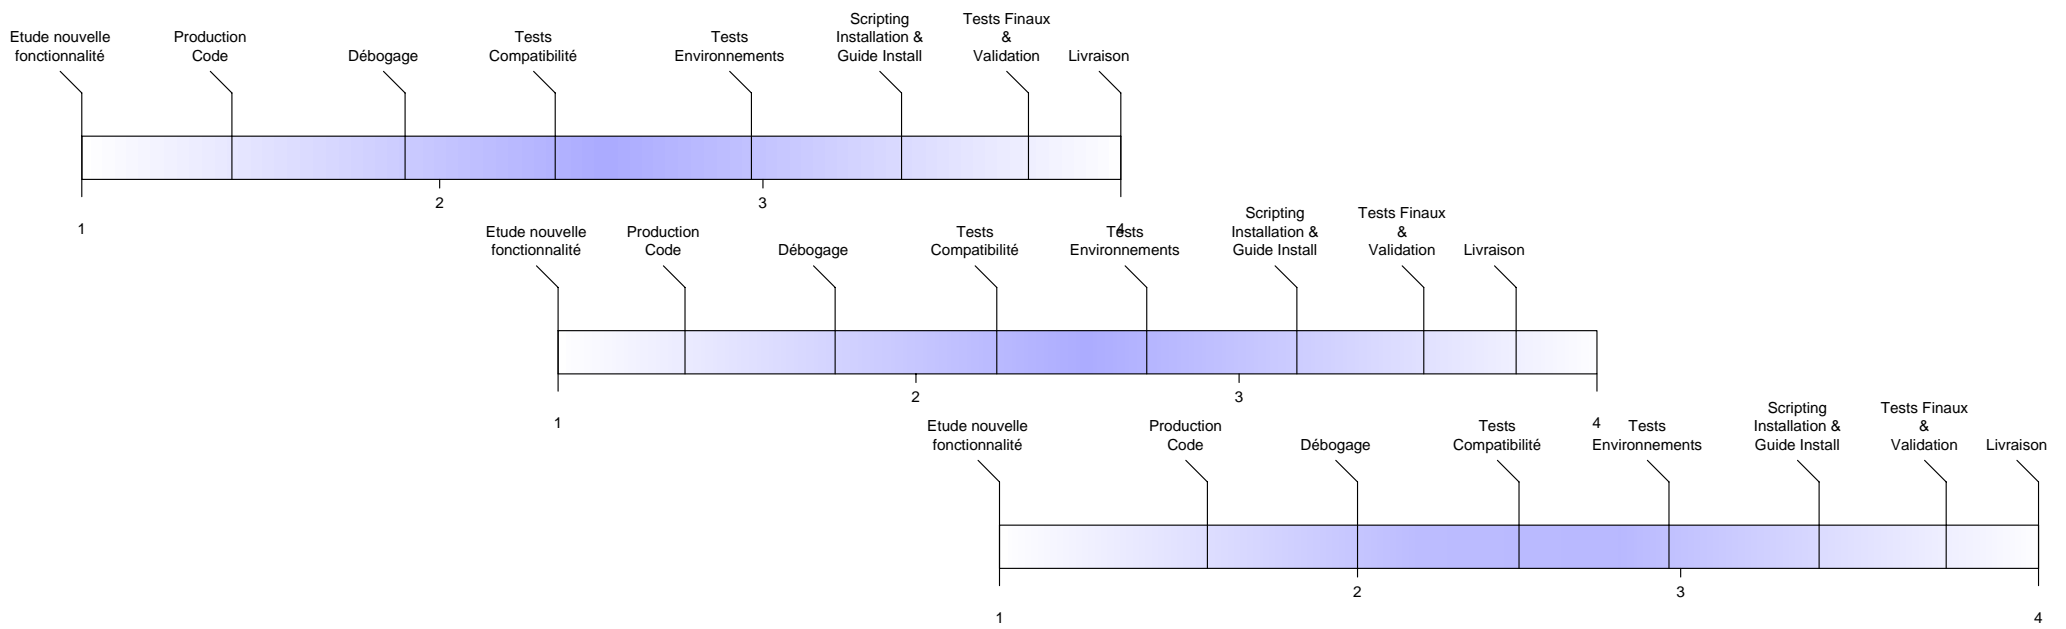 Etude nouvelle
fonctionnalité
Production
Code
Débogage
Tests
Compatibilité
Tests
Environnements
Scripting
Installation &
Guide Install
Tests Finaux
&
Validation
Livraison
2
3
1
4
Etude nouvelle
fonctionnalité
Production
Code
Débogage
Tests
Compatibilité
Tests
Environnements
Scripting
Installation &
Guide Install
Tests Finaux
&
Validation
Livraison
2
3
1
4
Etude nouvelle
fonctionnalité
Production
Code
Débogage
Tests
Compatibilité
Tests
Environnements
Scripting
Installation &
Guide Install
Tests Finaux
&
Validation
Livraison
2
3
1
4